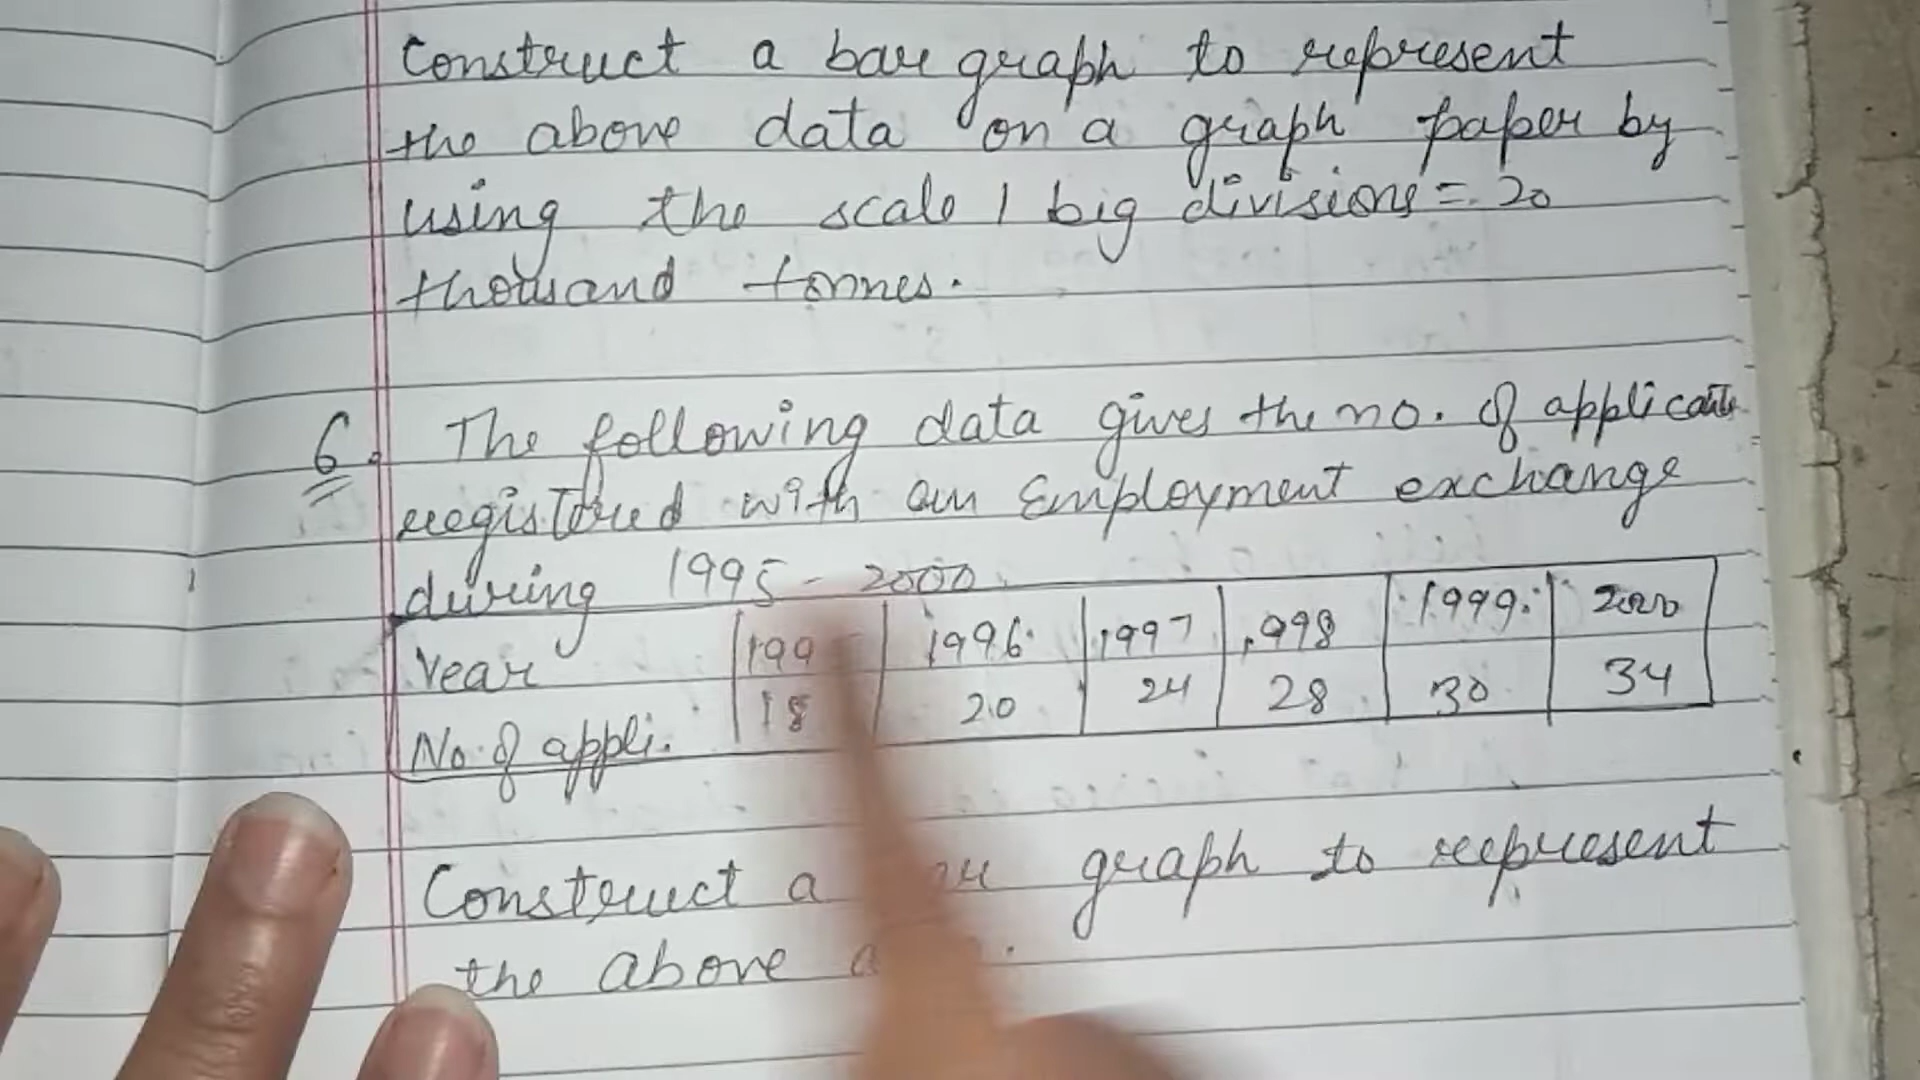 Construct a bar graph to represent
the above data on a graph paper by
using the scale 1 big divisions = 20
thousand tonnes.
6. The following data gives the no. of applicants
registered with an Employment exchange
during 1995 - 2000.
Year 1996 1997 1998 1999 2000
No. of appli. 18 20 24 28 30 34
Construct a graph to represent
the above